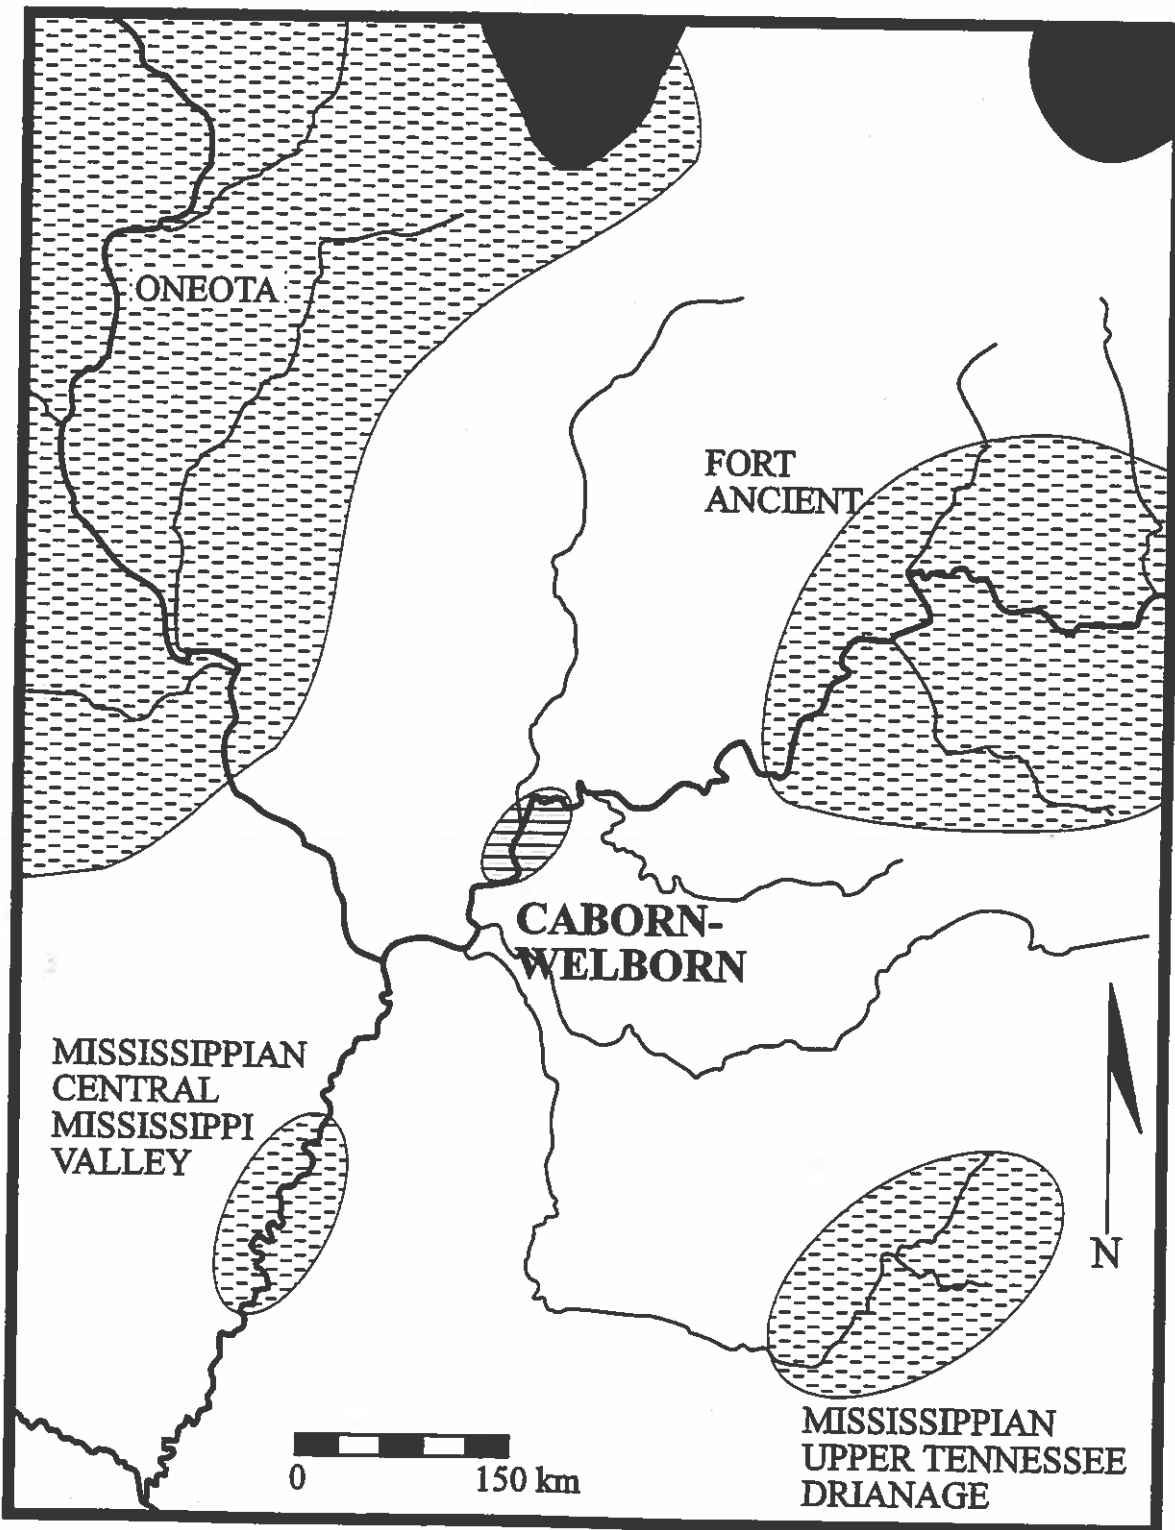 ONEOTA
FORT
ANCIENT
CABORN-
WELBORN
MISSISSIPPIAN
CENTRAL
MISSISSIPPI
VALLEY
N
0 150 km
MISSISSIPPIAN
UPPER TENNESSEE
DRIANAGE